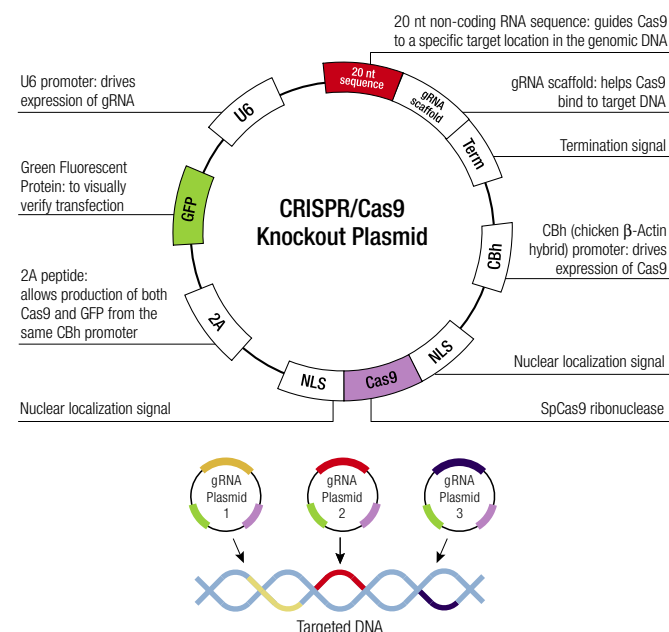 20 nt non-coding RNA sequence: guides Cas9
to a specific target location in the genomic DNA
U6 promoter: drives
expression of gRNA
20 nt
sequence
gRNA
scaffold
gRNA scaffold: helps Cas9
bind to target DNA
U6
Term
Termination signal
Green Fluorescent
Protein: to visually
verify transfection
GFP
CRISPR/Cas9
Knockout Plasmid
CBh
CBh (chicken β-Actin
hybrid) promoter: drives
expression of Cas9
2A peptide:
allows production of both
Cas9 and GFP from the
same CBh promoter
2A
NLS
Cas9
NLS
Nuclear localization signal
Nuclear localization signal
SpCas9 ribonuclease
gRNA
Plasmid
1
gRNA
Plasmid
2
gRNA
Plasmid
3
Targeted DNA